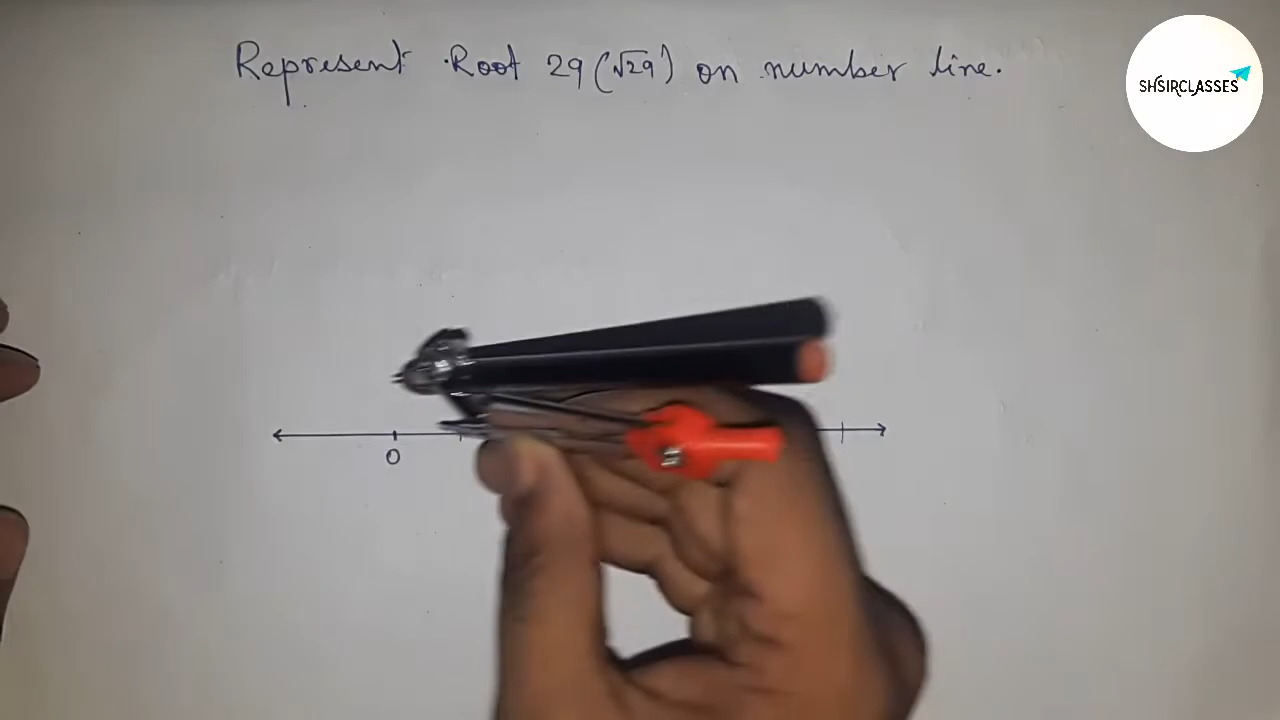 Represent Root 29 (√29) on number line.
SHSIRCLASSES
0